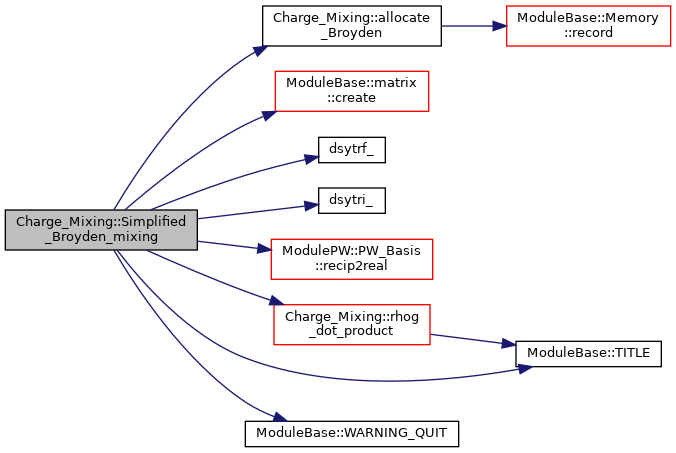 Charge_Mixing::allocate
_Broyden
ModuleBase::Memory
::record
ModuleBase::matrix
::create
dsytrf_
dsytri_
Charge_Mixing::Simplified
_Broyden_mixing
ModulePW::PW_Basis
::recip2real
Charge_Mixing::rhog
_dot_product
ModuleBase::TITLE
ModuleBase::WARNING_QUIT